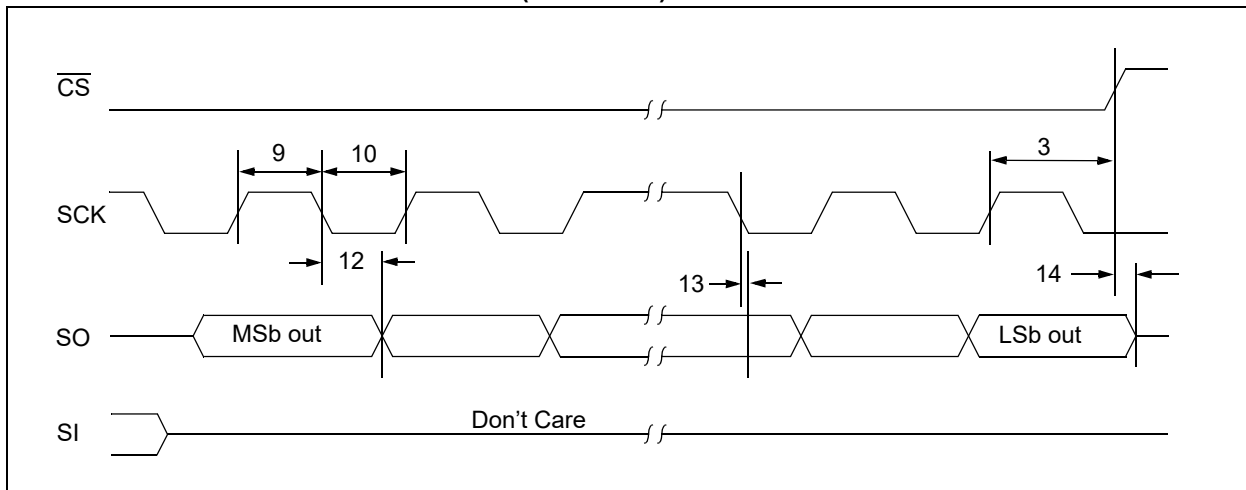 CS
9
10
3
SCK
12
13
14
SO
MSb out
LSb out
SI
Don't Care